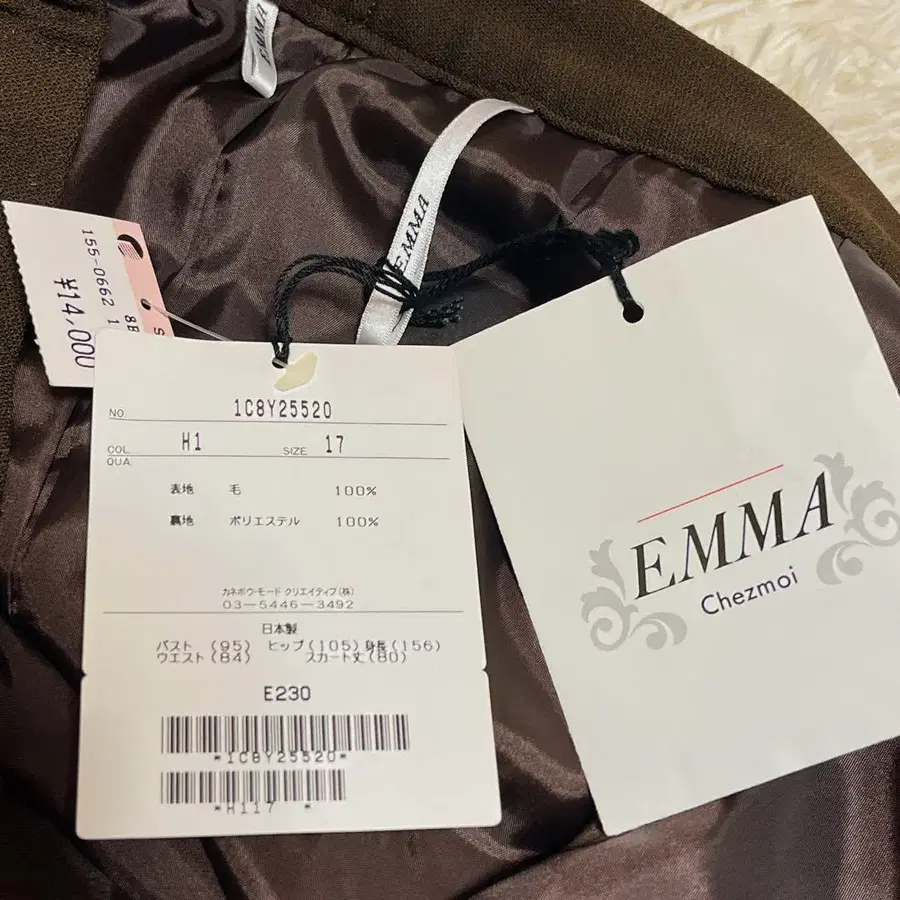 EMMA
EMMA
155-0662 1
¥14,000
NO. 1C8Y25520
COL. H1 SIZE 17
QUA.
表地 毛 100%
裏地 ポリエステル 100%
カネボウ・モード クリエイティブ(株)
03-5446-3492
日本製
バスト (95) ヒップ(105) 身長(156)
ウエスト(84) スカート丈(80)
E230
*1C8Y25520*
*H117 *
EMMA
Chezmoi